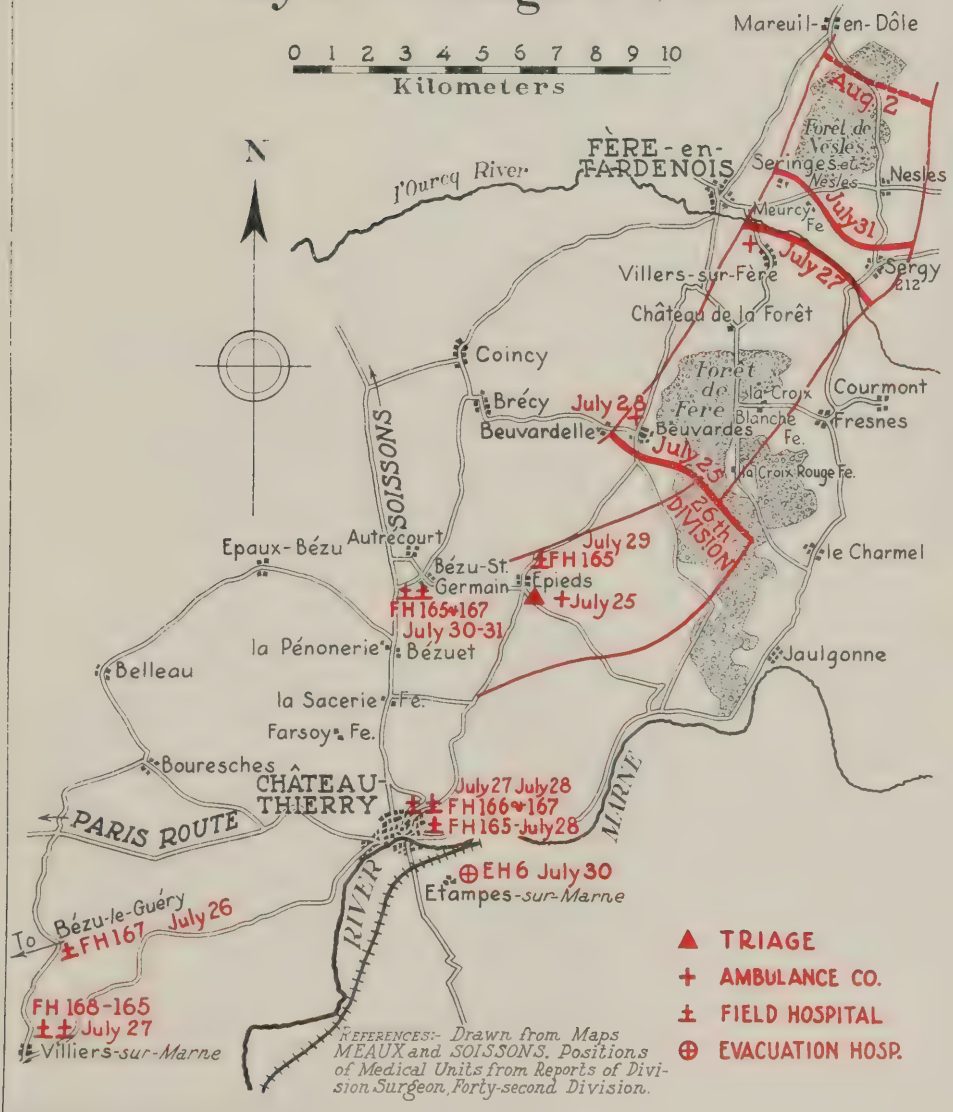 Mareuil-en-Dôle
0 1 2 3 4 5 6 7 8 9 10
Kilometers
Aug. 2
Forêt de
Nesles
N
FÈRE-en-
TARDENOIS
Seringes-et-
Nesles
Nesles
l'Ourcq River
Meurcy
Fe
July 31
July 27
Sergy
212
Villers-sur-Fère
Château de la Forêt
Coincy
Forêt
de
Fère
Courmont
Brécy
July 28
la Croix
Blanche
Fe.
Fresnes
Beuvardelle
Beuvardes
SOISSONS
July 25
la Croix Rouge Fe.
26th
DIVISION
Epaux-Bézu
Autrécourt
July 29
FH 165
le Charmel
Bézu-St.
Germain
Epieds
FH 165 & 167
July 30-31
July 25
la Pénonerie
Bézuet
Belleau
Jaulgonne
la Sacerie Fe.
Farsoy Fe.
Bouresches
CHÂTEAU-
THIERRY
July 27 July 28
FH 166 & 167
FH 165-July 28
MARNE
PARIS ROUTE
EH 6 July 30
Etampes-sur-Marne
RIVER
Bézu-le-Guéry
To
FH 167 July 26
FH 168-165
July 27
Villiers-sur-Marne
TRIAGE
AMBULANCE CO.
FIELD HOSPITAL
EVACUATION HOSP.
REFERENCES:- Drawn from Maps
MEAUX and SOISSONS. Positions
of Medical Units from Reports of Divi-
sion Surgeon, Forty-second Division.